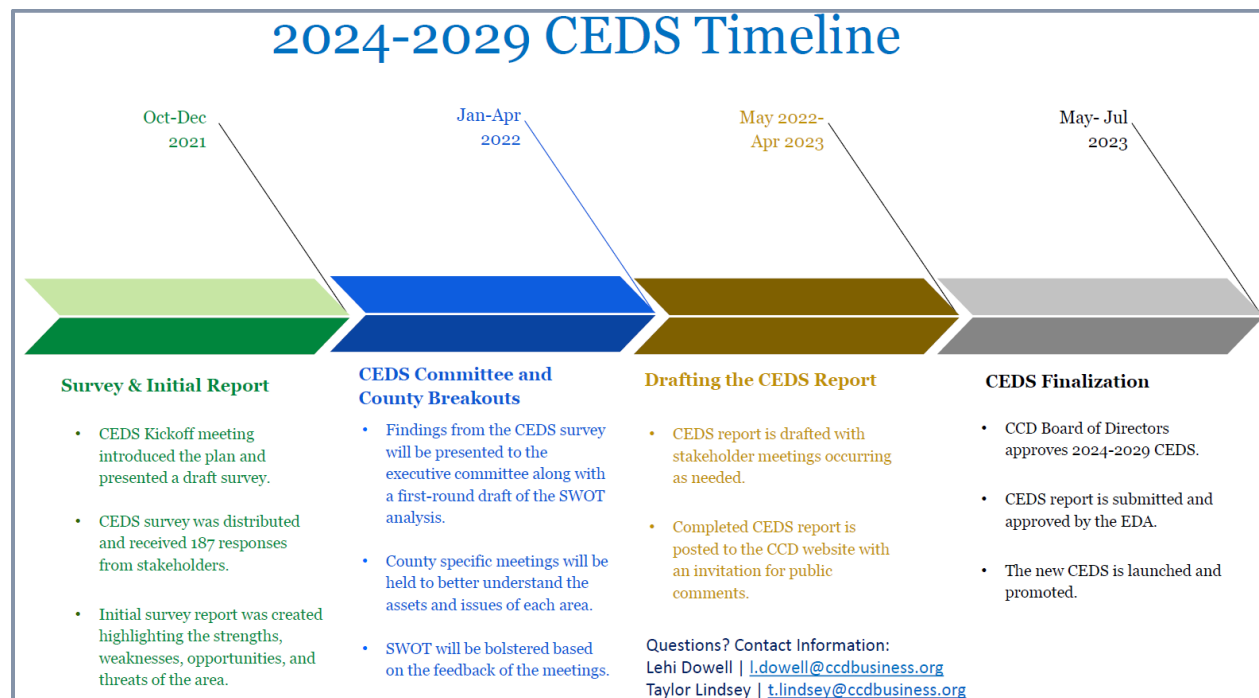 2024-2029 CEDS Timeline
Oct-Dec
2021
Jan-Apr
2022
May 2022-
Apr 2023
May- Jul
2023
Survey & Initial Report
• CEDS Kickoff meeting
introduced the plan and
presented a draft survey.
• CEDS survey was distributed
and received 187 responses
from stakeholders.
• Initial survey report was created
highlighting the strengths,
weaknesses, opportunities, and
threats of the area.
CEDS Committee and
County Breakouts
• Findings from the CEDS survey
will be presented to the
executive committee along with
a first-round draft of the SWOT
analysis.
• County specific meetings will be
held to better understand the
assets and issues of each area.
• SWOT will be bolstered based
on the feedback of the meetings.
Drafting the CEDS Report
• CEDS report is drafted with
stakeholder meetings occurring
as needed.
• Completed CEDS report is
posted to the CCD website with
an invitation for public
comments.
CEDS Finalization
• CCD Board of Directors
approves 2024-2029 CEDS.
• CEDS report is submitted and
approved by the EDA.
• The new CEDS is launched and
promoted.
Questions? Contact Information:
Lehi Dowell | l.dowell@ccdbusiness.org
Taylor Lindsey | t.lindsey@ccdbusiness.org